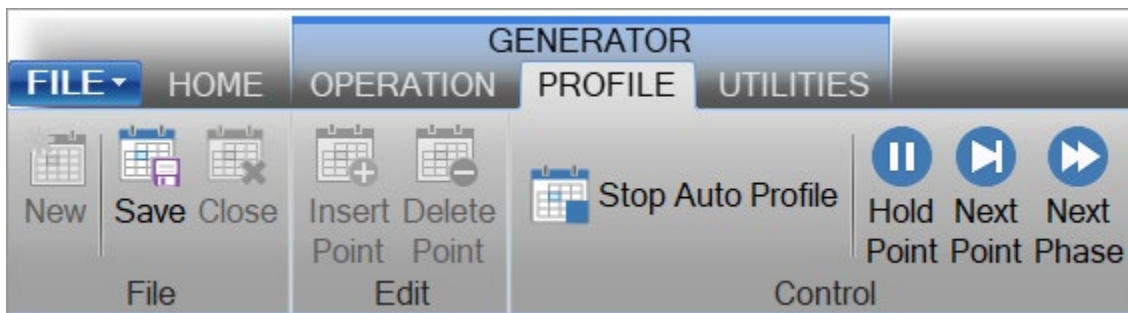 GENERATOR
FILE HOME OPERATION PROFILE UTILITIES
New Save Close Insert Point Delete Point Stop Auto Profile Hold Point Next Point Next Phase
File Edit Control